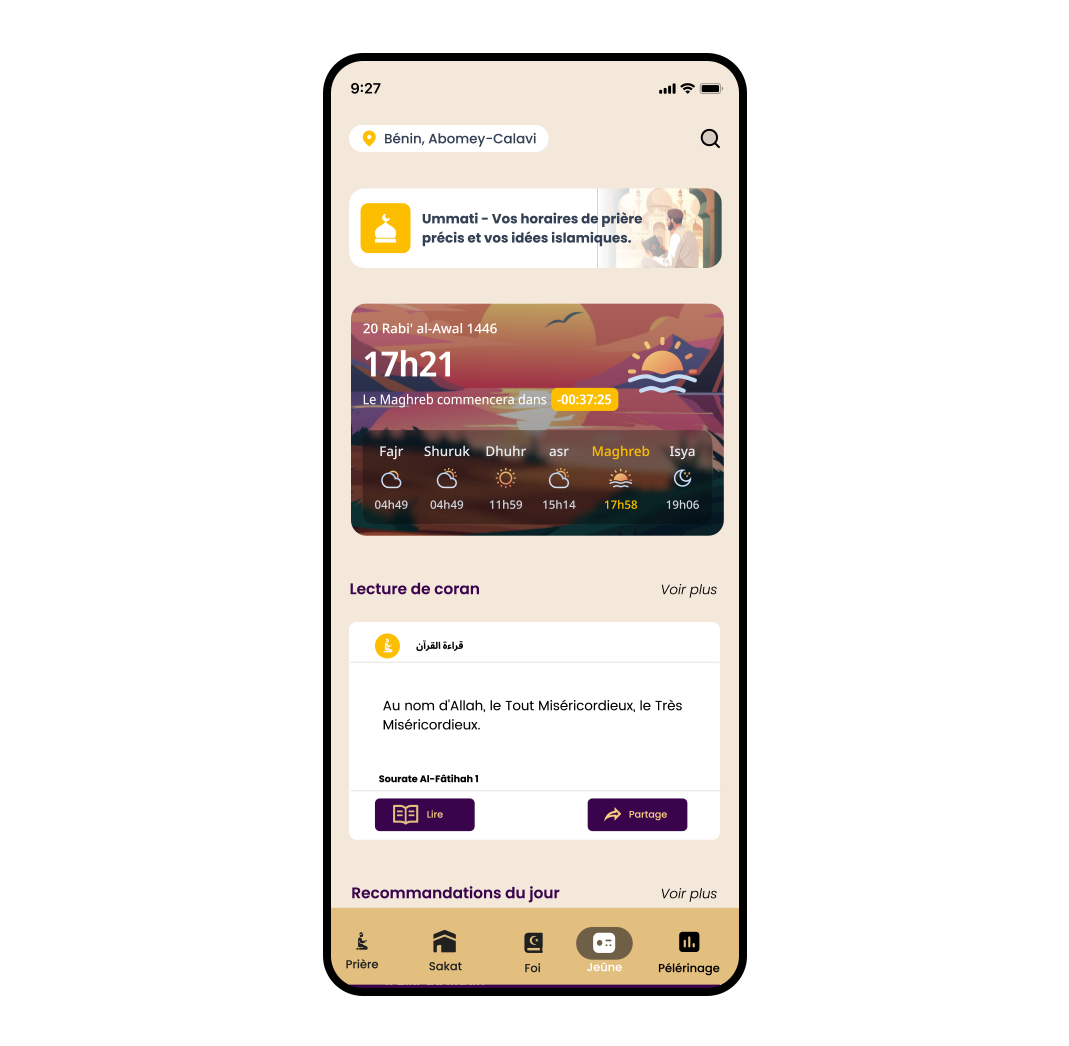 9:27
Bénin, Abomey-Calavi
Ummati - Vos horaires de prière
précis et vos idées islamiques.
20 Rabi' al-Awal 1446
17h21
Le Maghreb commencera dans -00:37:25
Fajr Shuruk Dhuhr asr Maghreb Isya
04h49 04h49 11h59 15h14 17h58 19h06
Lecture de coran Voir plus
قراءة القرآن
Au nom d'Allah, le Tout Miséricordieux, le Très
Miséricordieux.
Sourate Al-Fâtihah 1
Lire Partage
Recommandations du jour Voir plus
Prière Sakat Foi Jeûne Pélérinage